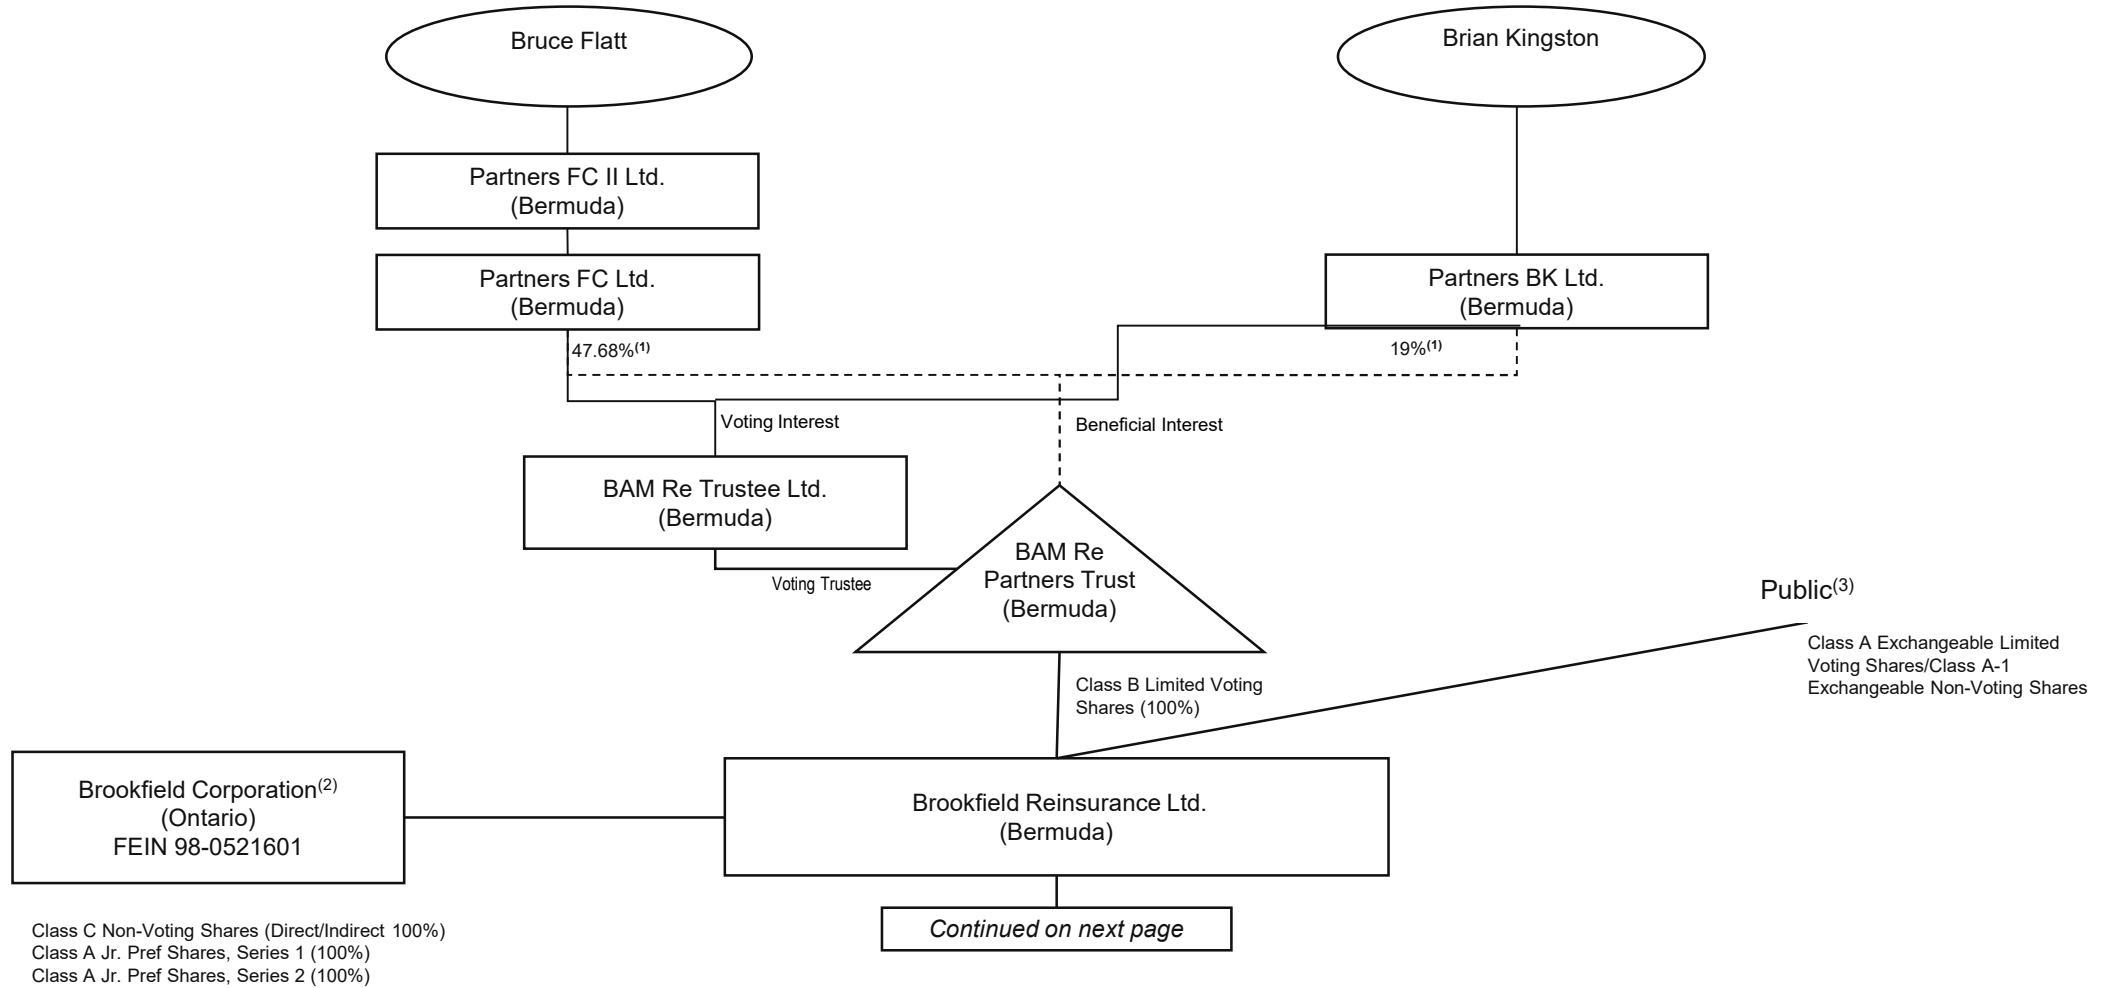 Bruce Flatt
Brian Kingston
Partners FC II Ltd.
(Bermuda)
Partners FC Ltd.
(Bermuda)
Partners BK Ltd.
(Bermuda)
47.68%(1)
19%(1)
Voting Interest
Beneficial Interest
BAM Re Trustee Ltd.
(Bermuda)
BAM Re
Partners Trust
(Bermuda)
Voting Trustee
Public(3)
Class A Exchangeable Limited
Voting Shares/Class A-1
Exchangeable Non-Voting Shares
Class B Limited Voting
Shares (100%)
Brookfield Corporation(2)
(Ontario)
FEIN 98-0521601
Brookfield Reinsurance Ltd.
(Bermuda)
Continued on next page
Class C Non-Voting Shares (Direct/Indirect 100%)
Class A Jr. Pref Shares, Series 1 (100%)
Class A Jr. Pref Shares, Series 2 (100%)